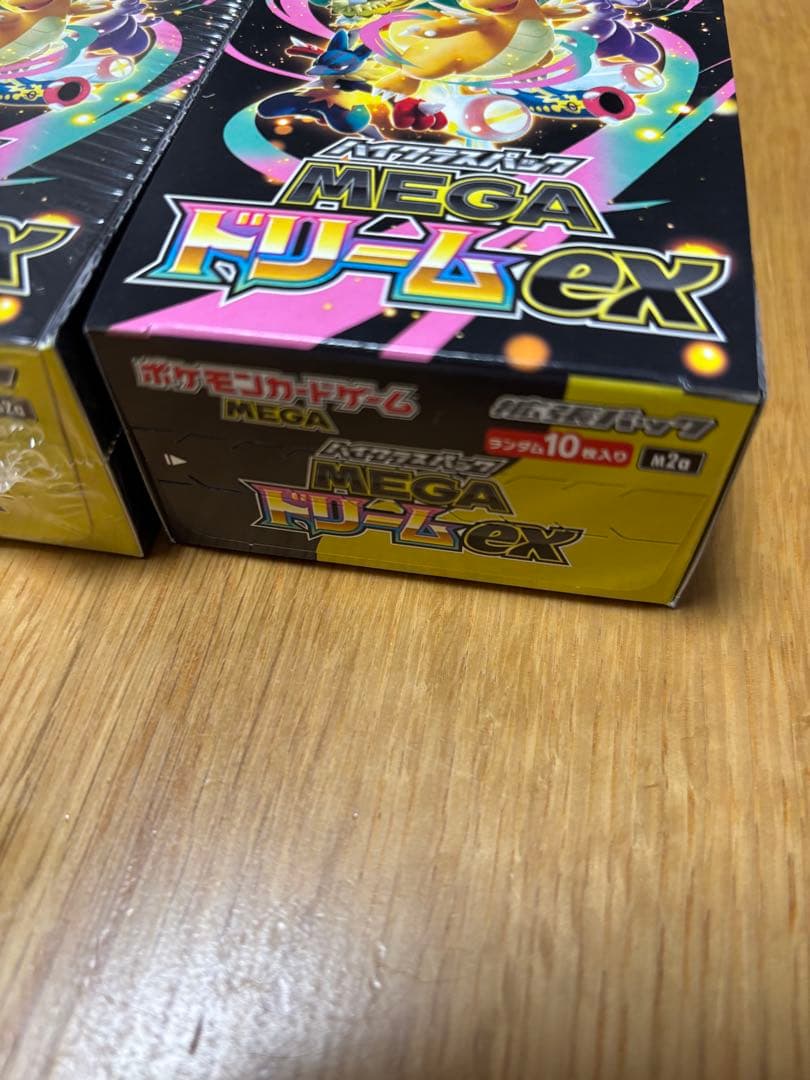 ハイクラスパック
MEGA
ドリームex
ポケモンカードゲーム
MEGA
拡張パック
ランダム10枚入り
M2a
ハイクラスパック
MEGA
ドリームex